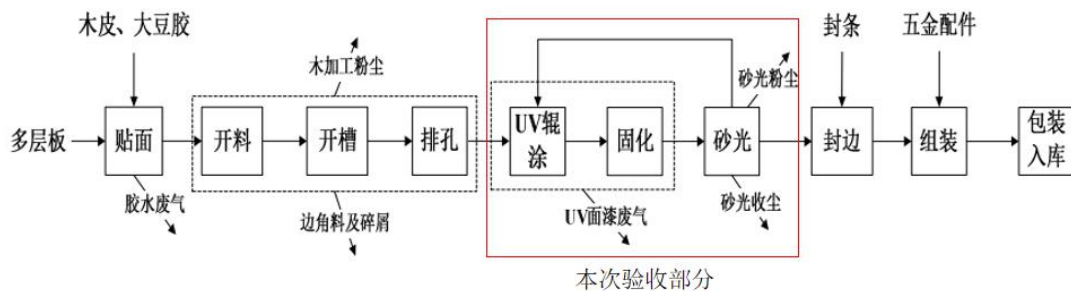 木皮、大豆胶
木加工粉尘
砂光粉尘
封条
五金配件
多层板
贴面
开料
开槽
排孔
UV辊
涂
固化
砂光
封边
组装
包装
入库
胶水废气
边角料及碎屑
UV面漆废气
砂光收尘
本次验收部分